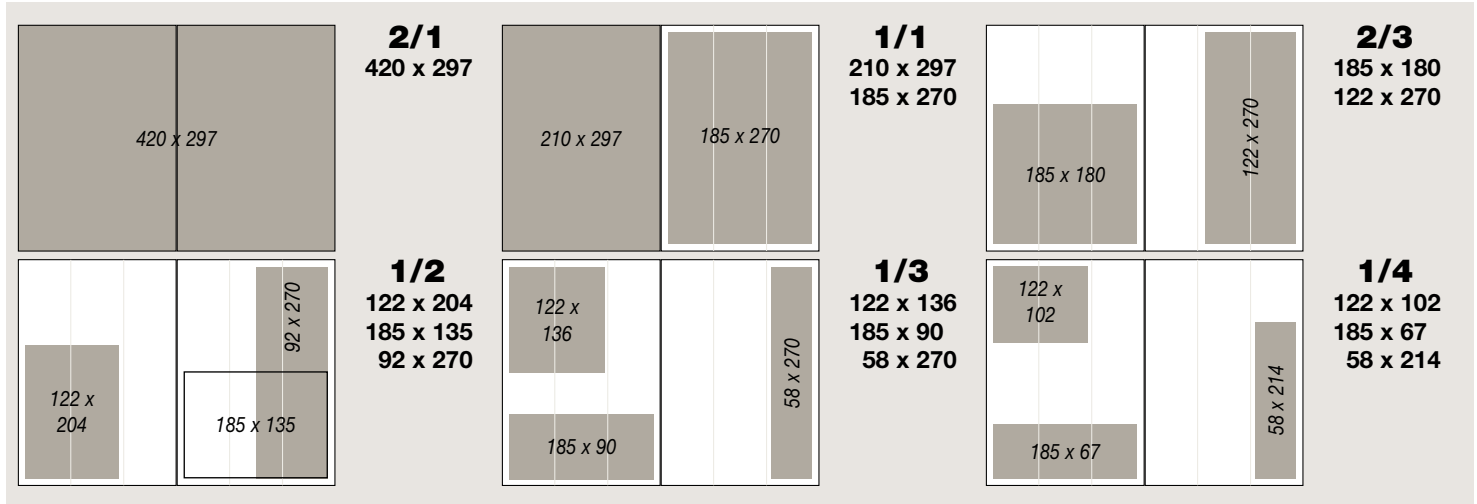 420 x 297
2/1
420 x 297
210 x 297
185 x 270
1/1
210 x 297
185 x 270
185 x 180
122 x 270
2/3
185 x 180
122 x 270
122 x
204
92 x 270
185 x 135
1/2
122 x 204
185 x 135
92 x 270
122 x
136
185 x 90
58 x 270
1/3
122 x 136
185 x 90
58 x 270
122 x
102
185 x 67
58 x 214
1/4
122 x 102
185 x 67
58 x 214